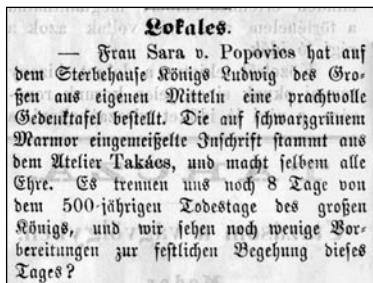 Lokales.
— Frau Sara v. Popovics hat auf
dem Sterbehause Königs Ludwig des Gro-
ßen aus eigenen Mitteln eine prachtvolle
Gedenktafel bestellt. Die auf schwarzgrünem
Marmor eingemeißelte Inschrift stammt aus
dem Atelier Takács, und macht selbem alle
Ehre. Es trennen uns noch 8 Tage von
dem 500-jährigen Todestage des großen
Königs, und wir sehen noch wenige Vor-
bereitungen zur festlichen Begehung dieses
Tages?